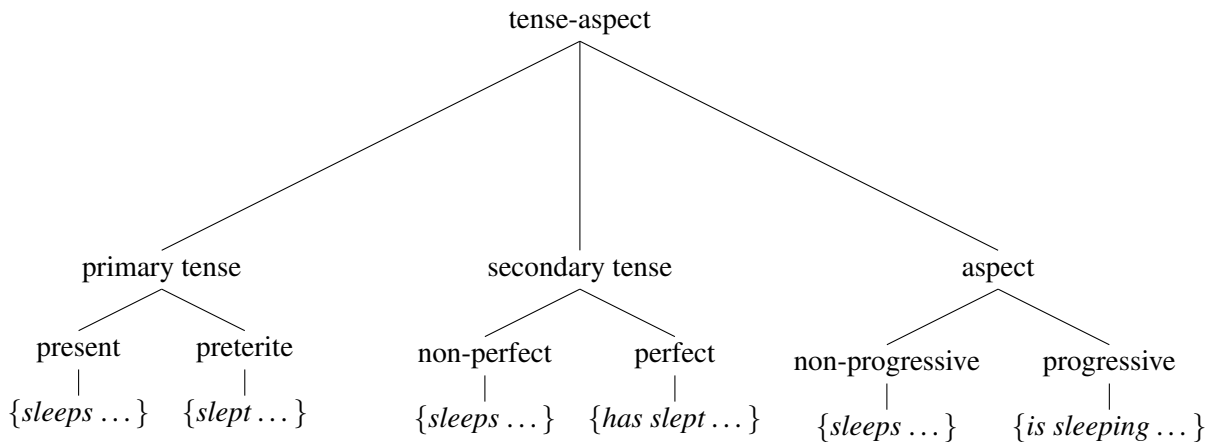 tense-aspect
primary tense secondary tense aspect
present preterite non-perfect perfect non-progressive progressive
{sleeps …} {slept …} {sleeps …} {has slept …} {sleeps …} {is sleeping …}